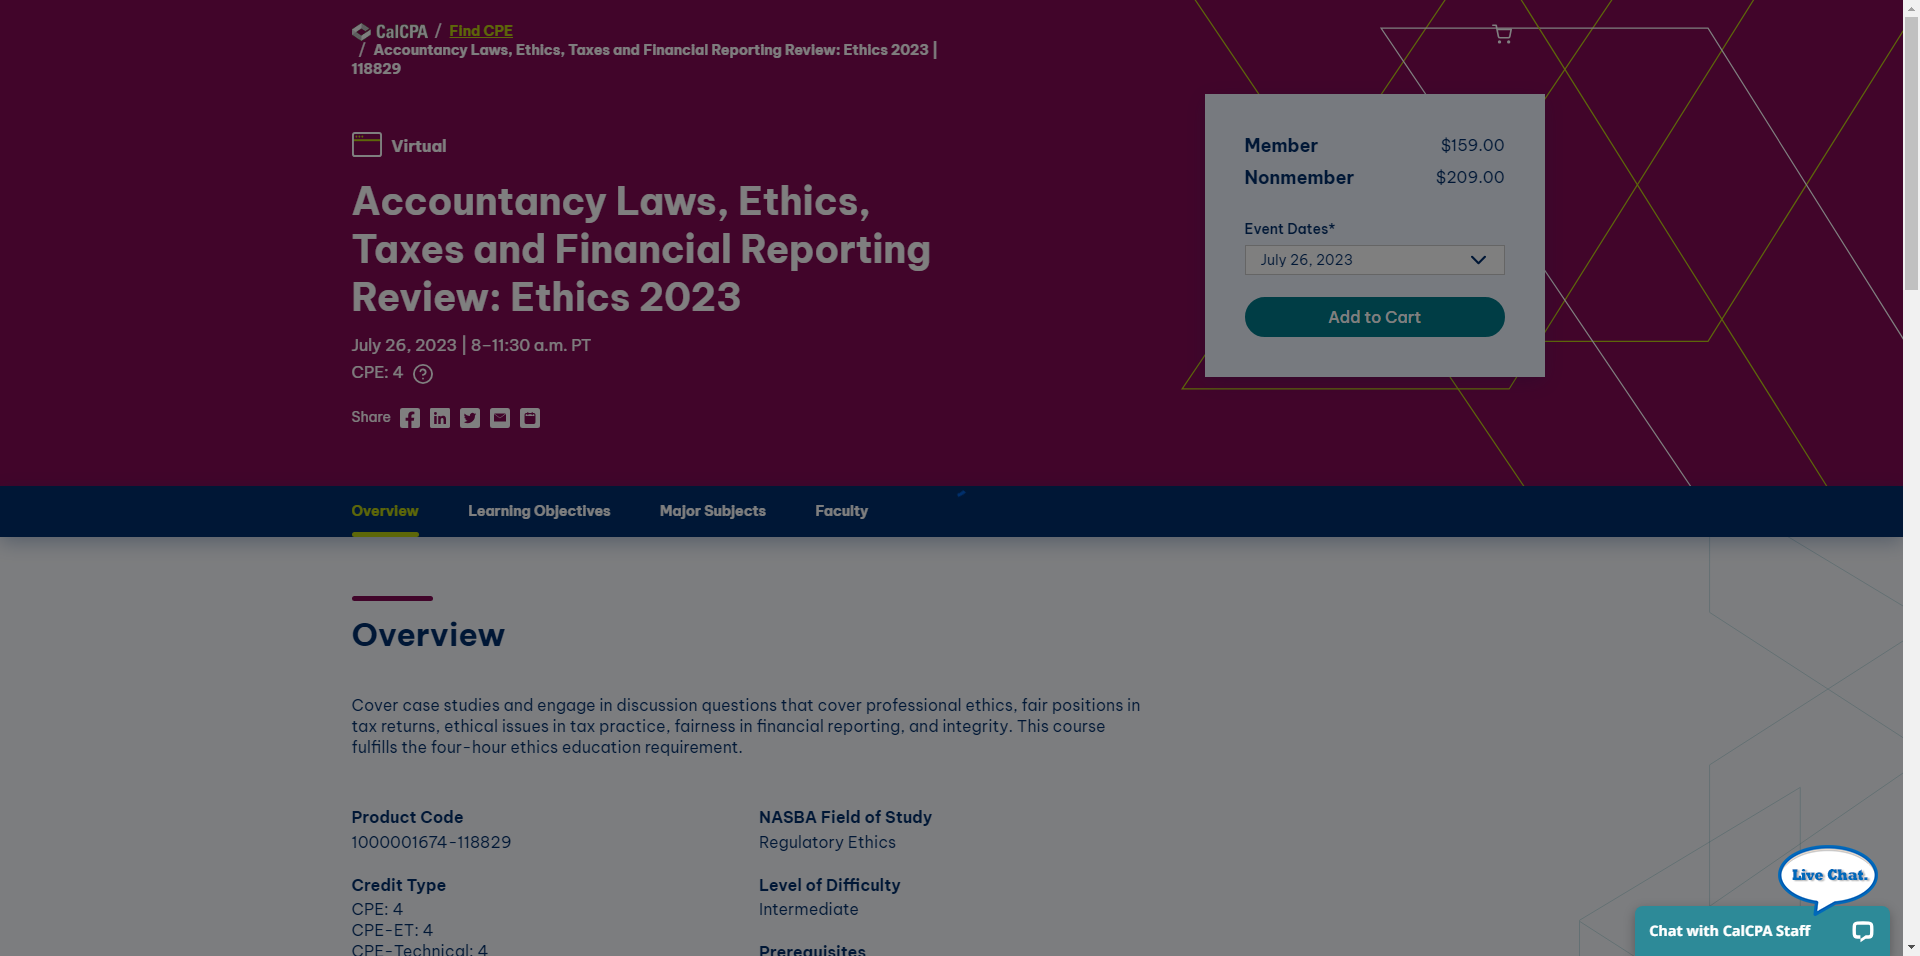 CalCPA / Find CPE
/ Accountancy Laws, Ethics, Taxes and Financial Reporting Review: Ethics 2023 |
118829
Virtual
Accountancy Laws, Ethics,
Taxes and Financial Reporting
Review: Ethics 2023
July 26, 2023 | 8–11:30 a.m. PT
CPE: 4 ?
Share
Member $159.00
Nonmember $209.00
Event Dates*
July 26, 2023
Add to Cart
Overview Learning Objectives Major Subjects Faculty
Overview
Cover case studies and engage in discussion questions that cover professional ethics, fair positions in
tax returns, ethical issues in tax practice, fairness in financial reporting, and integrity. This course
fulfills the four-hour ethics education requirement.
Product Code
1000001674-118829
NASBA Field of Study
Regulatory Ethics
Credit Type
CPE: 4
CPE-ET: 4
CPE-Technical: 4
Level of Difficulty
Intermediate
Prerequisites
Live Chat.
Chat with CalCPA Staff